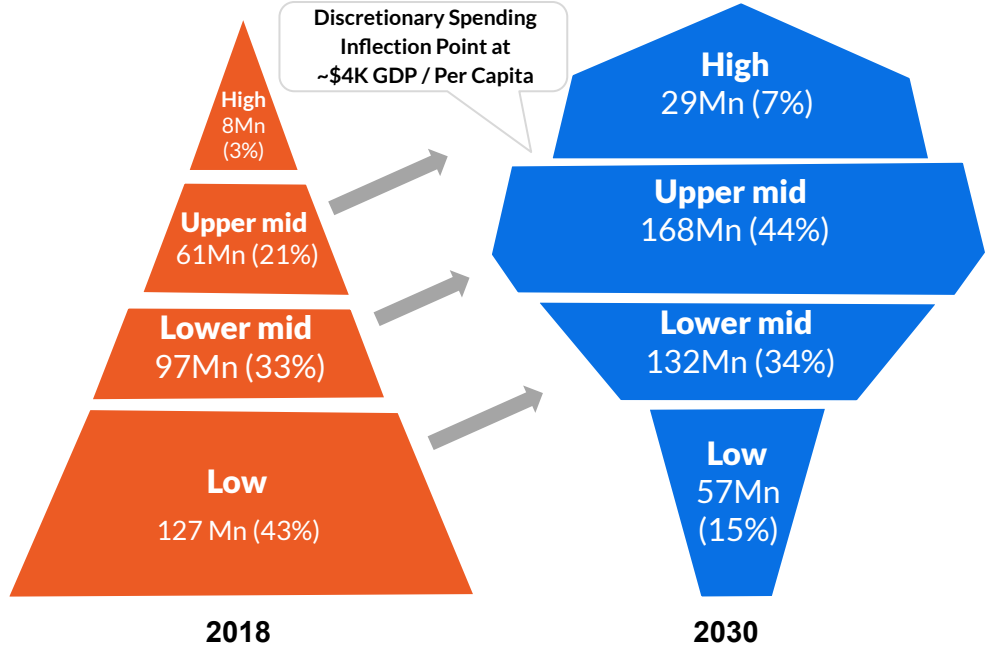 Discretionary Spending
Inflection Point at
~$4K GDP / Per Capita
High
8Mn
(3%)
Upper mid
61Mn (21%)
Lower mid
97Mn (33%)
Low
127 Mn (43%)
2018
High
29Mn (7%)
Upper mid
168Mn (44%)
Lower mid
132Mn (34%)
Low
57Mn
(15%)
2030